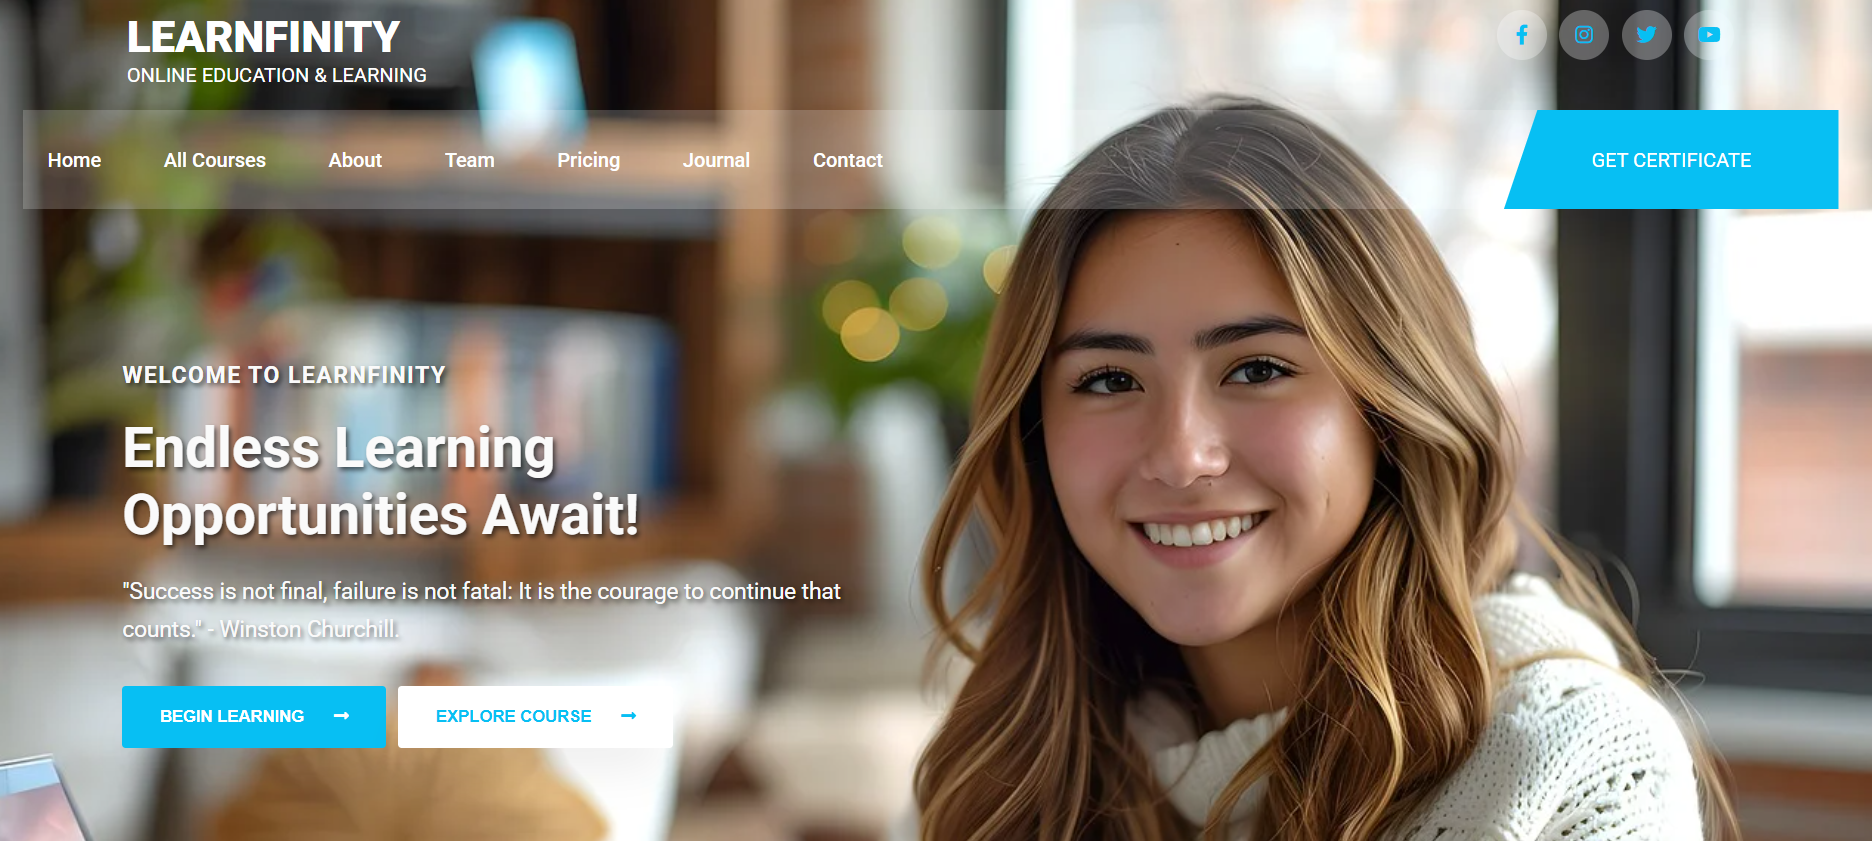 LEARNFINITY
ONLINE EDUCATION & LEARNING
Home All Courses About Team Pricing Journal Contact
GET CERTIFICATE
WELCOME TO LEARNFINITY
Endless Learning
Opportunities Await!
"Success is not final, failure is not fatal: It is the courage to continue that
counts." - Winston Churchill.
BEGIN LEARNING
EXPLORE COURSE